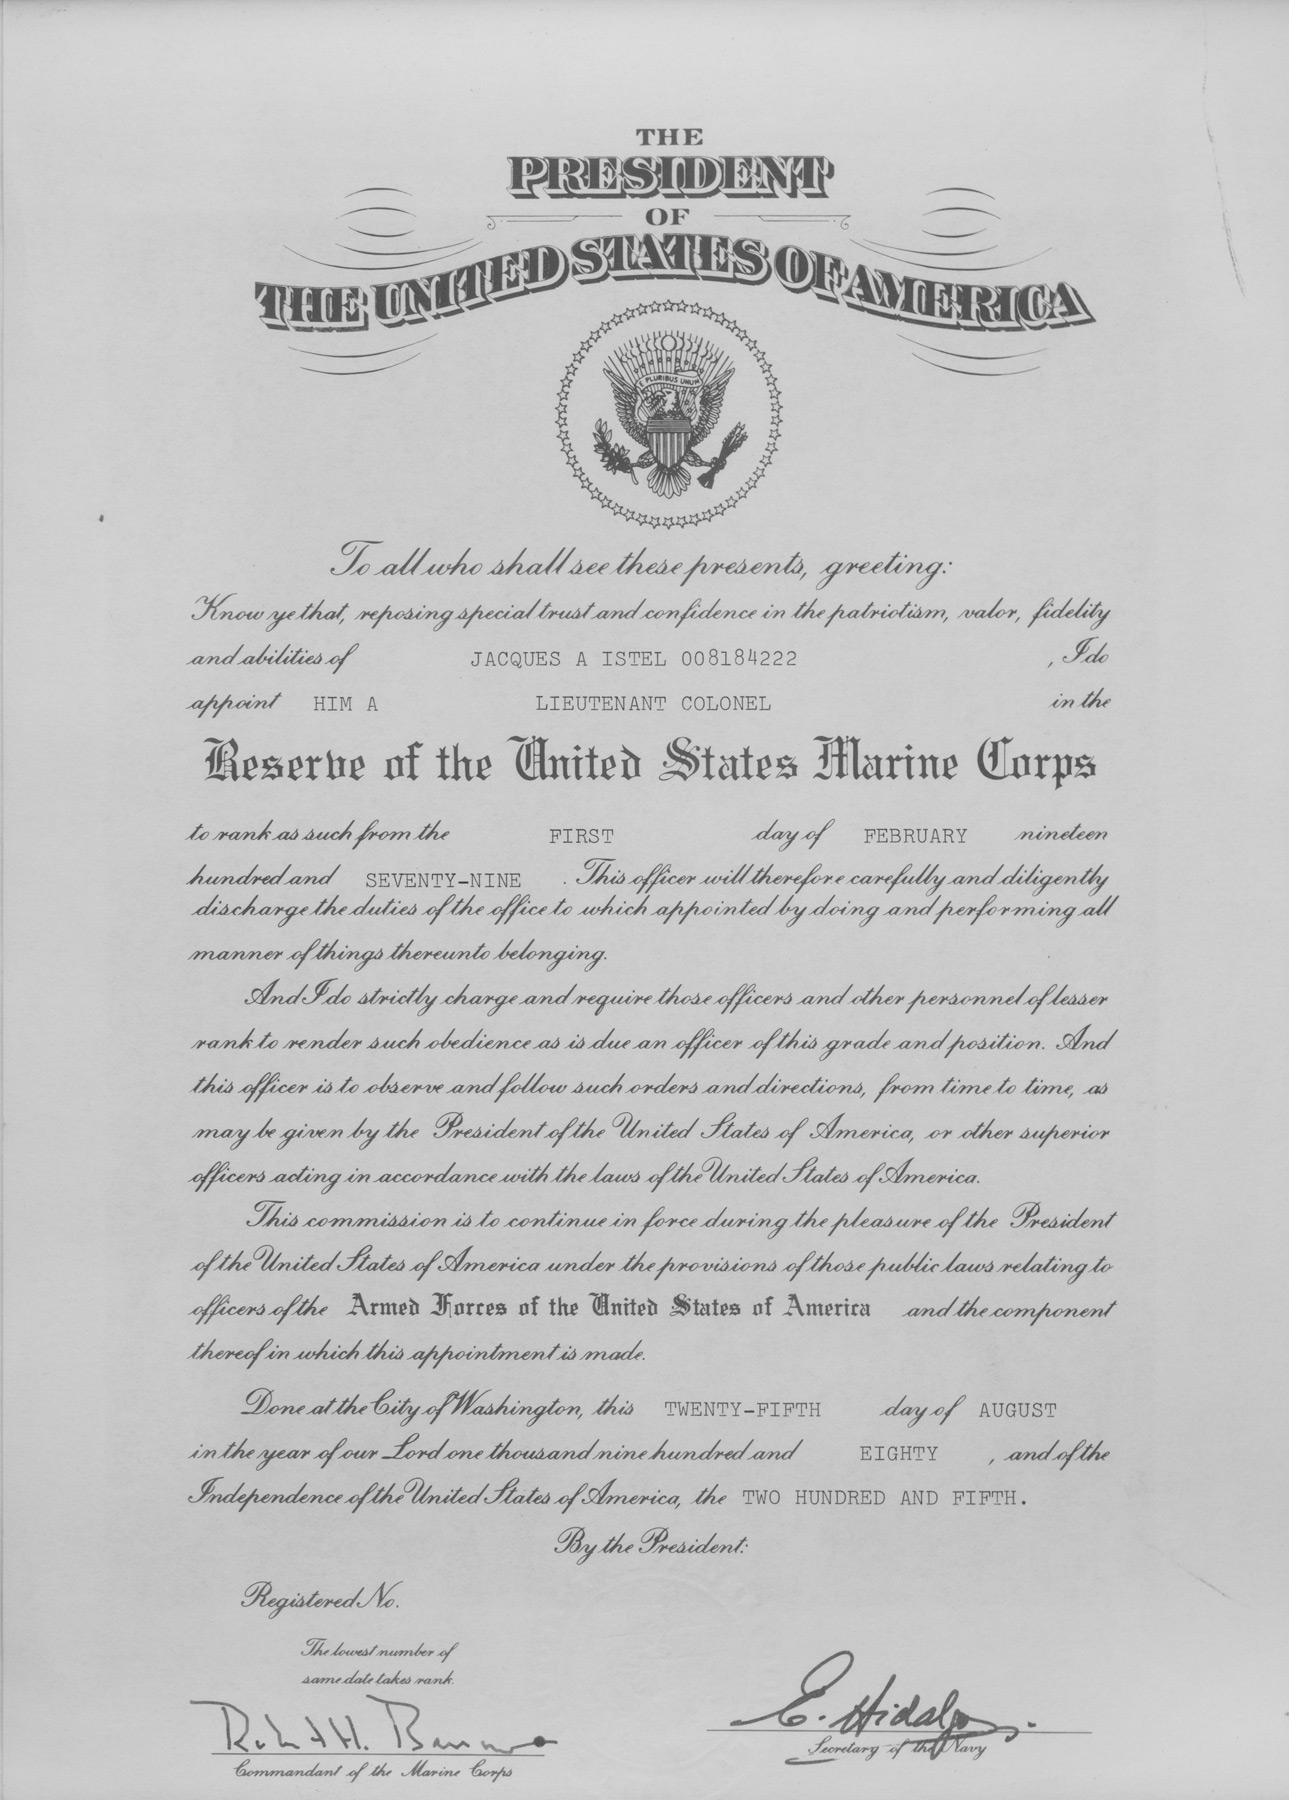 THE
PRESIDENT
OF
THE UNITED STATES OF AMERICA
E PLURIBUS UNUM
To all who shall see these presents, greeting:
Know ye that, reposing special trust and confidence in the patriotism, valor, fidelity
and abilities of JACQUES A ISTEL 008184222 , I do
appoint HIM A LIEUTENANT COLONEL in the
Reserve of the United States Marine Corps
to rank as such from the FIRST day of FEBRUARY nineteen
hundred and SEVENTY-NINE . This officer will therefore carefully and diligently
discharge the duties of the office to which appointed by doing and performing all
manner of things thereunto belonging.
And I do strictly charge and require those officers and other personnel of lesser
rank to render such obedience as is due an officer of this grade and position. And
this officer is to observe and follow such orders and directions, from time to time, as
may be given by the President of the United States of America, or other superior
officers acting in accordance with the laws of the United States of America.
This commission is to continue in force during the pleasure of the President
of the United States of America under the provisions of those public laws relating to
officers of the Armed Forces of the United States of America and the component
thereof in which this appointment is made.
Done at the City of Washington, this TWENTY-FIFTH day of AUGUST
in the year of our Lord one thousand nine hundred and EIGHTY , and of the
Independence of the United States of America, the TWO HUNDRED AND FIFTH.
By the President:
Registered No.
The lowest number of
same date takes rank.
Robert H. Barrow
Commandant of the Marine Corps
E. Hidalgo
Secretary of the Navy